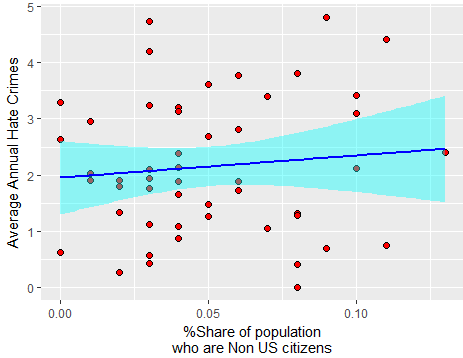 Average Annual Hate Crimes
5
4
3
2
1
0
0.00 0.05 0.10
%Share of population
who are Non US citizens